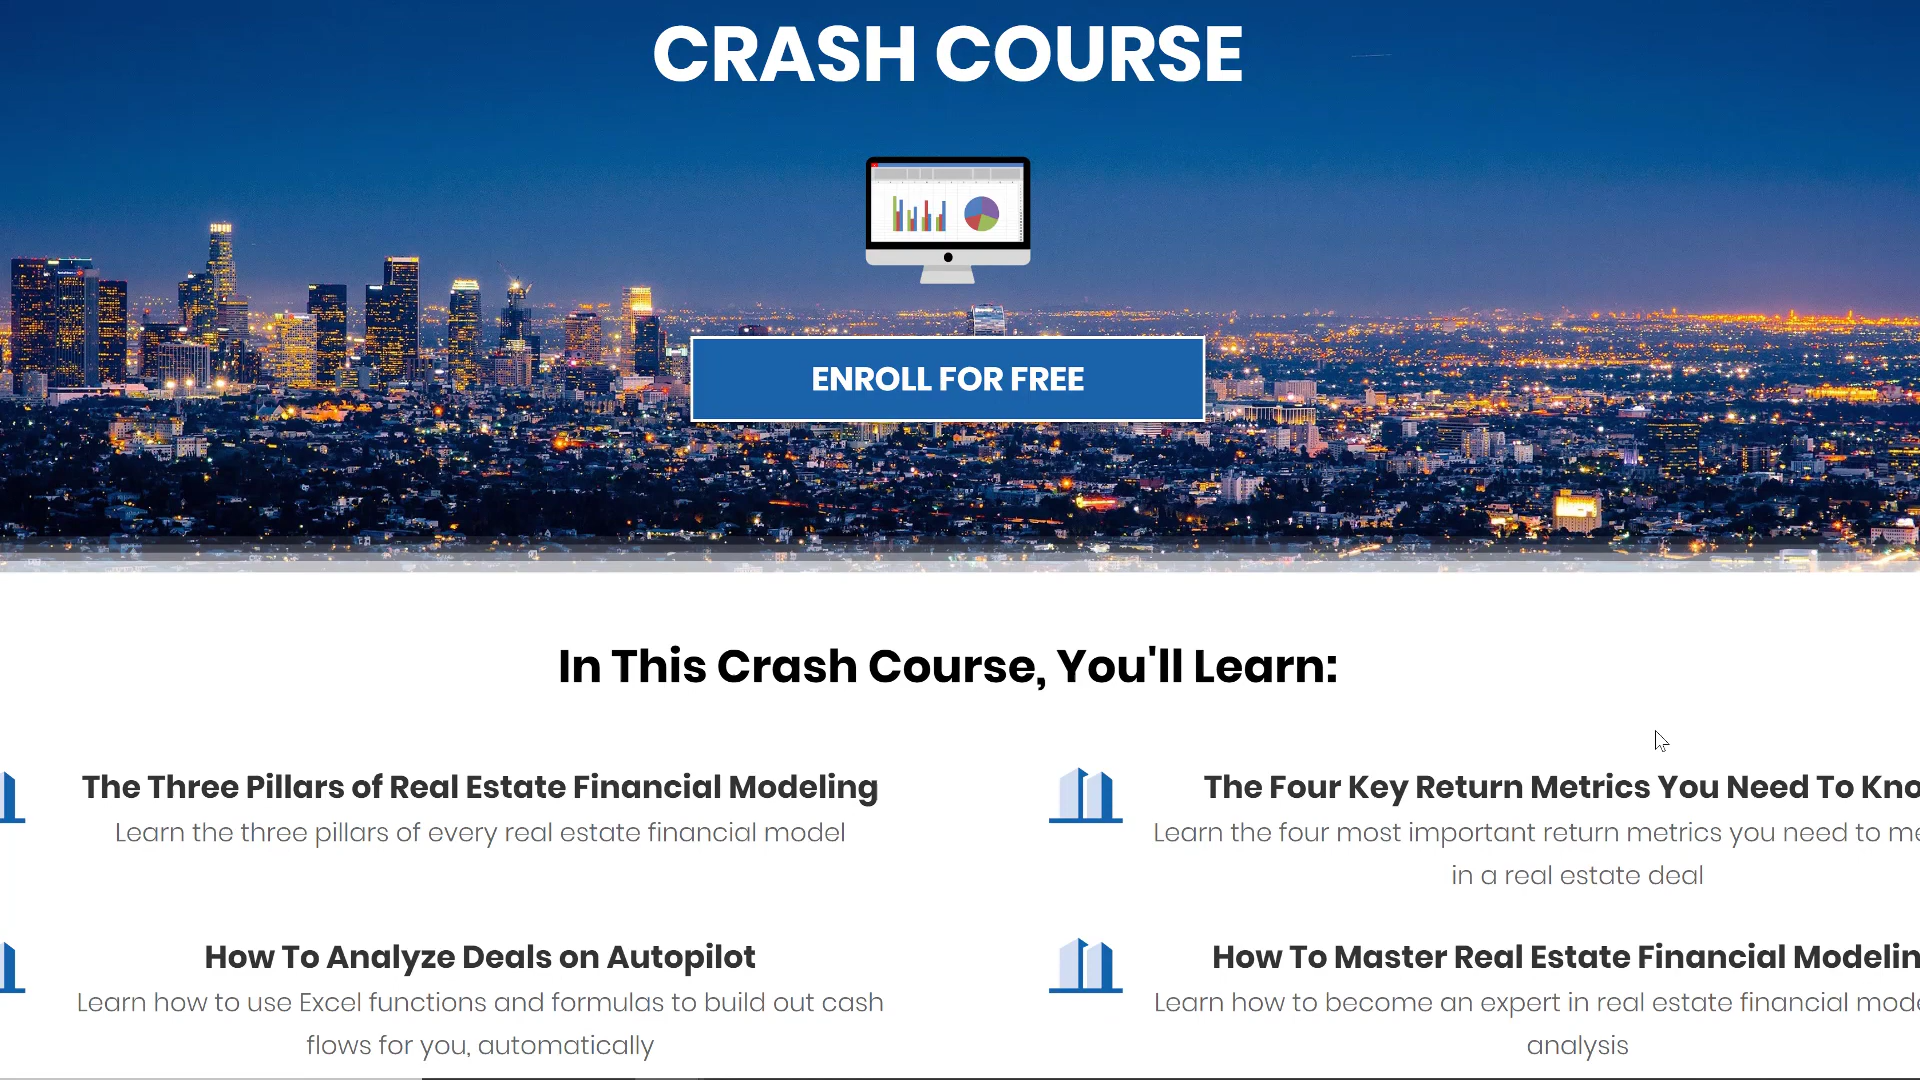 CRASH COURSE
ENROLL FOR FREE
In This Crash Course, You'll Learn:
The Three Pillars of Real Estate Financial Modeling
Learn the three pillars of every real estate financial model
The Four Key Return Metrics You Need To
Learn the four most important return metrics you need to
in a real estate deal
How To Analyze Deals on Autopilot
Learn how to use Excel functions and formulas to build out cash
flows for you, automatically
How To Master Real Estate Financial
Learn how to become an expert in real estate financial
analysis